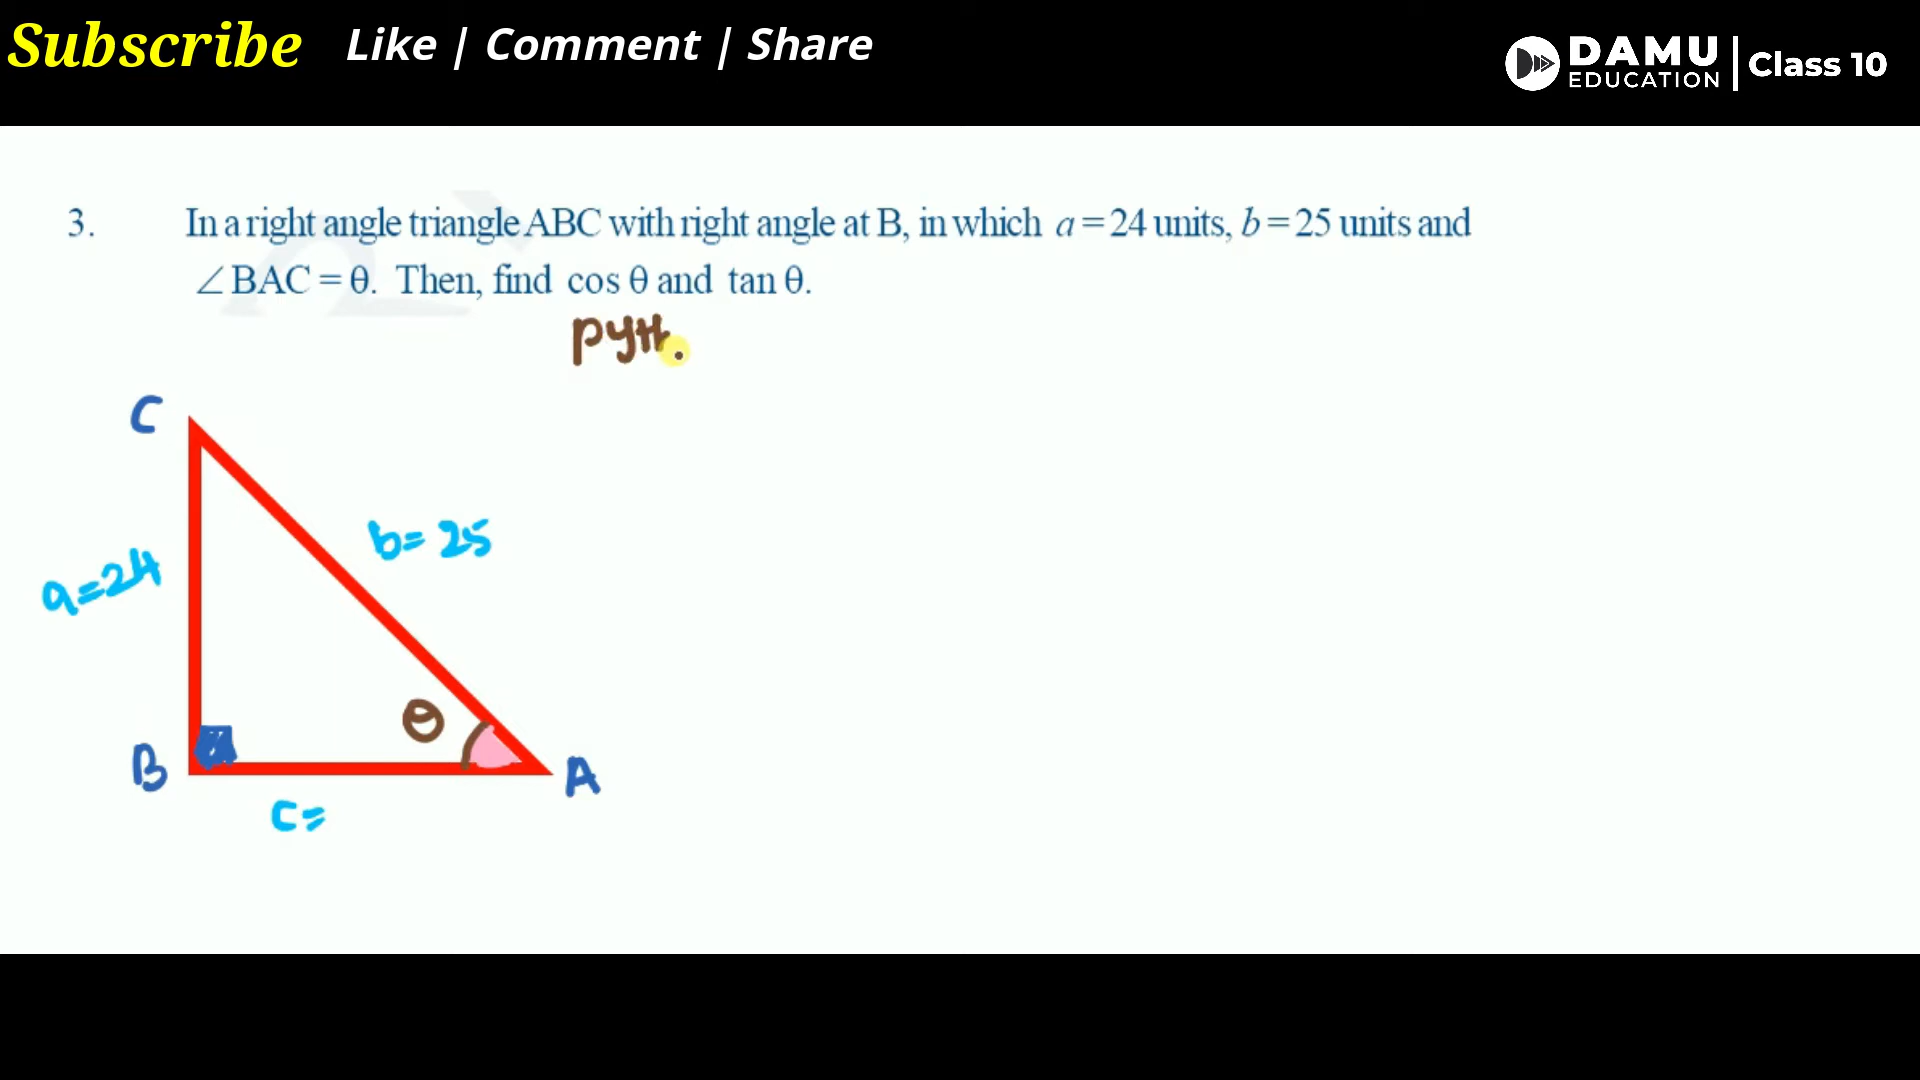 Subscribe Like | Comment | Share
DAMU EDUCATION | Class 10
3. In a right angle triangle ABC with right angle at B, in which a = 24 units, b = 25 units and
∠BAC = θ. Then, find cos θ and tan θ.
PYH
C
b= 25
a=24
θ
B
A
C=